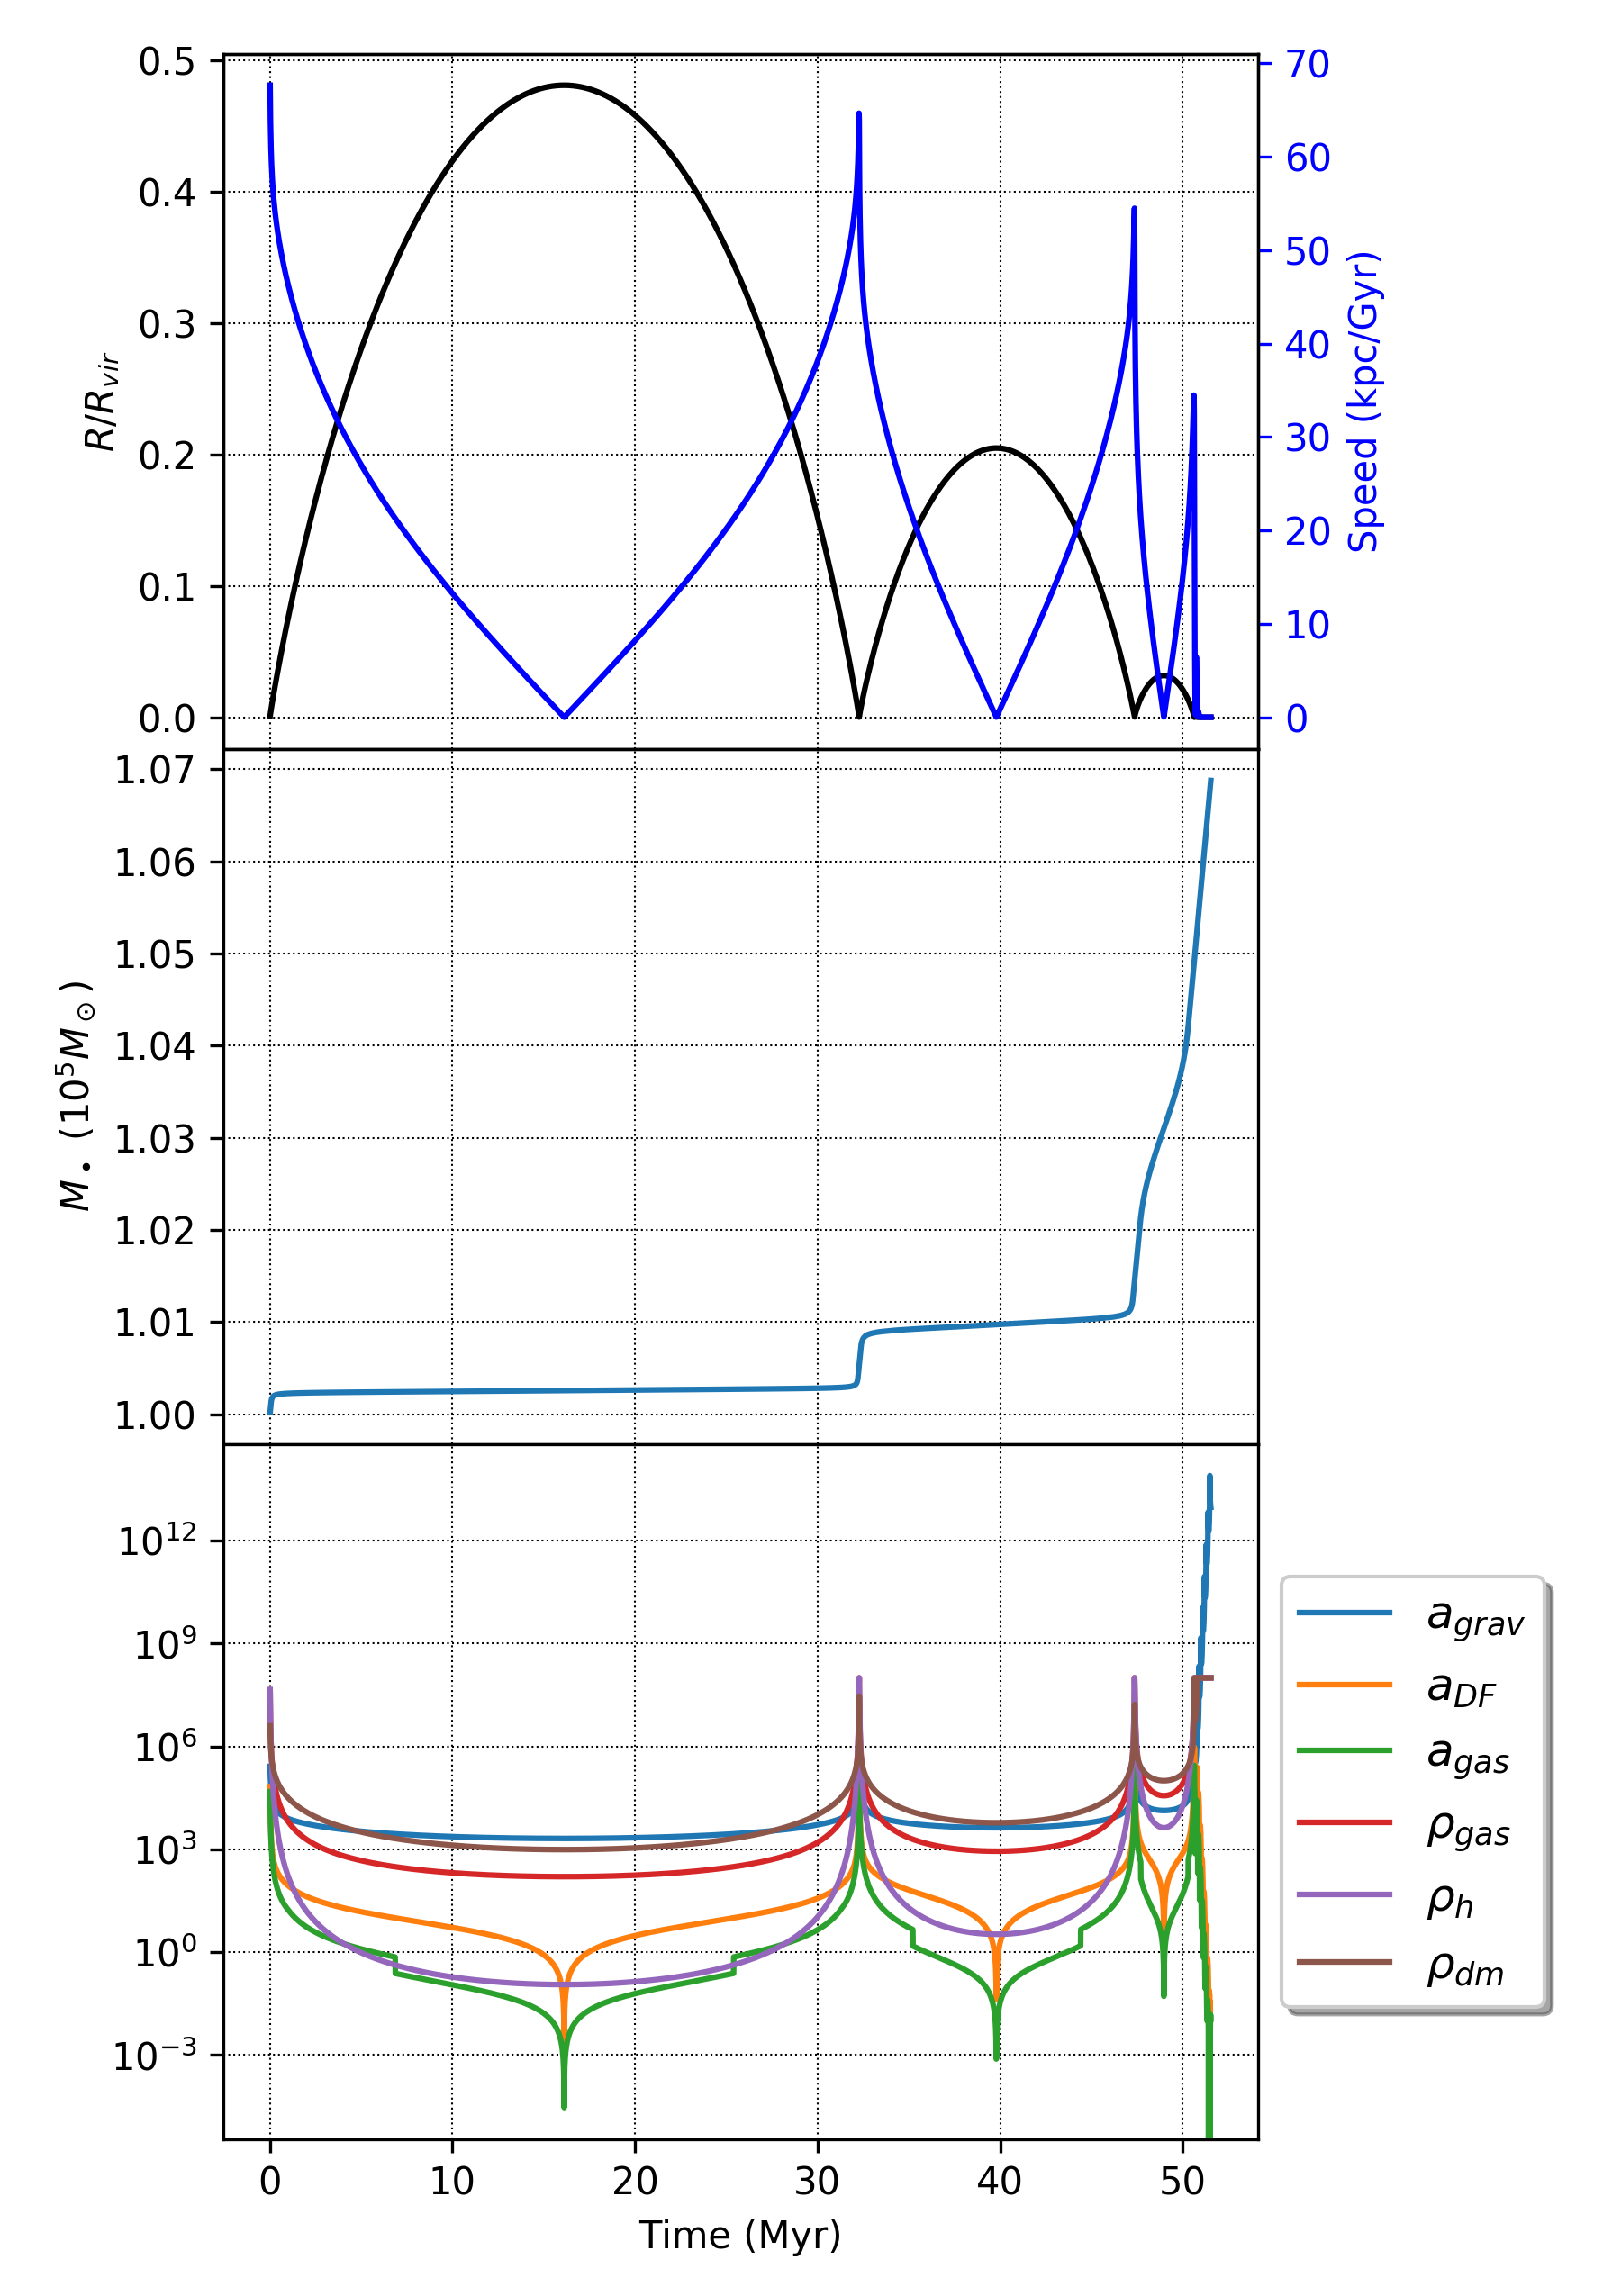 0.5
0.4
0.3
0.2
0.1
0.0
R/R_vir
70
60
50
40
30
20
10
0
Speed (kpc/Gyr)
1.07
1.06
1.05
1.04
1.03
1.02
1.01
1.00
M_• (10^5 M_⊙)
10^12
10^9
10^6
10^3
10^0
10^−3
a_grav
a_DF
a_gas
ρ_gas
ρ_h
ρ_dm
0 10 20 30 40 50
Time (Myr)